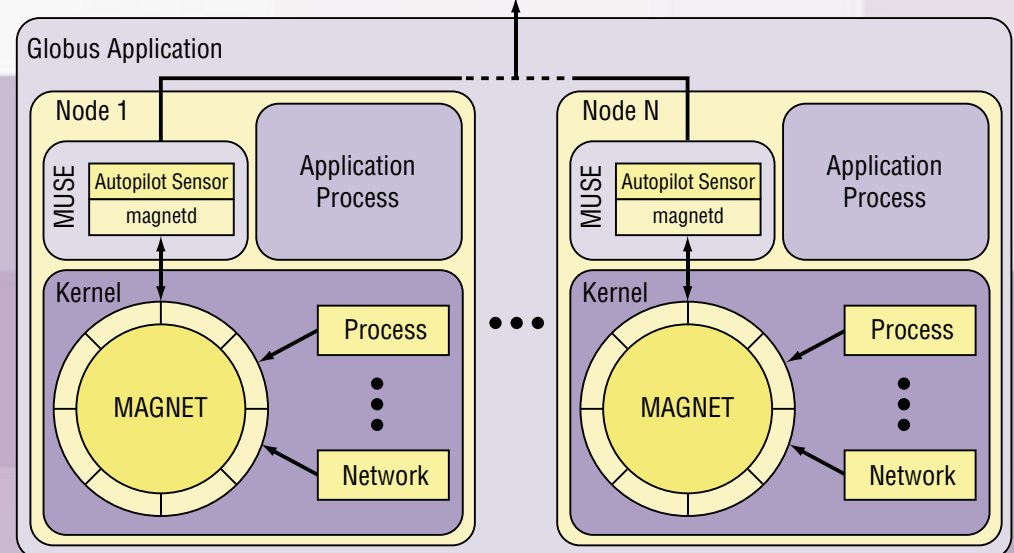 Globus Application
Node 1
MUSE
Autopilot Sensor
magnetd
Application
Process
Kernel
MAGNET
Process
Network
Node N
MUSE
Autopilot Sensor
magnetd
Application
Process
Kernel
MAGNET
Process
Network